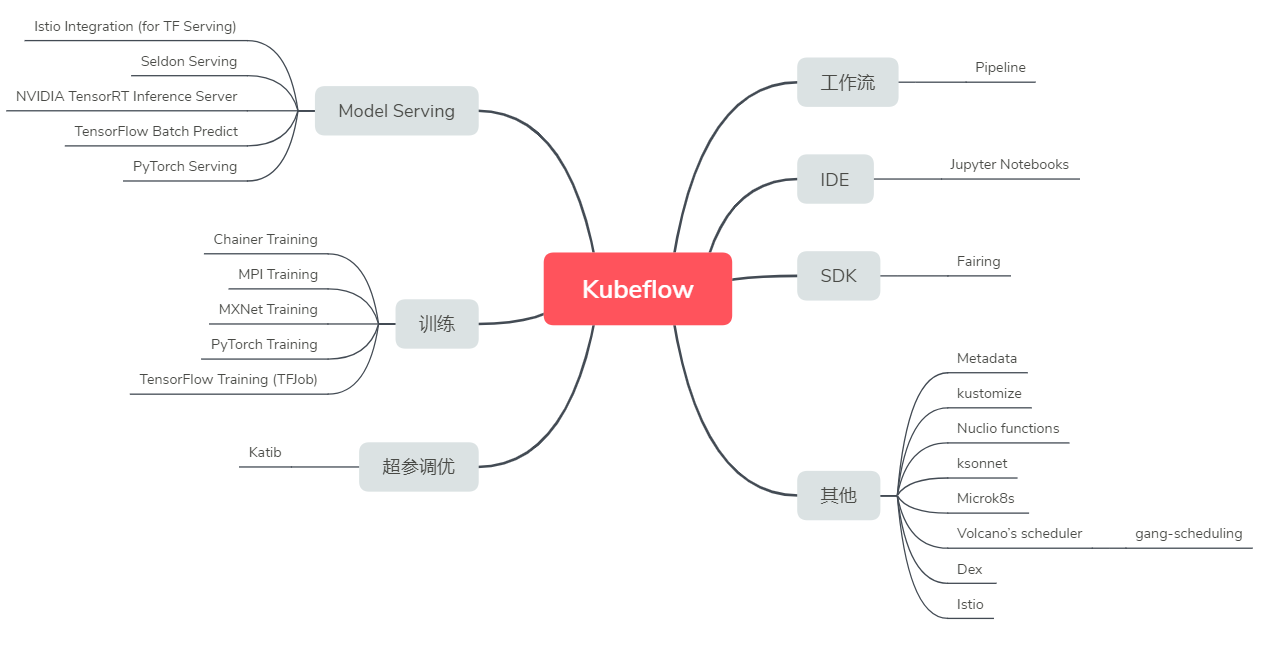 Kubeflow
Model Serving
Istio Integration (for TF Serving)
Seldon Serving
NVIDIA TensorRT Inference Server
TensorFlow Batch Predict
PyTorch Serving
训练
Chainer Training
MPI Training
MXNet Training
PyTorch Training
TensorFlow Training (TFJob)
超参调优
Katib
工作流
Pipeline
IDE
Jupyter Notebooks
SDK
Fairing
其他
Metadata
kustomize
Nuclio functions
ksonnet
Microk8s
Volcano’s scheduler
gang-scheduling
Dex
Istio